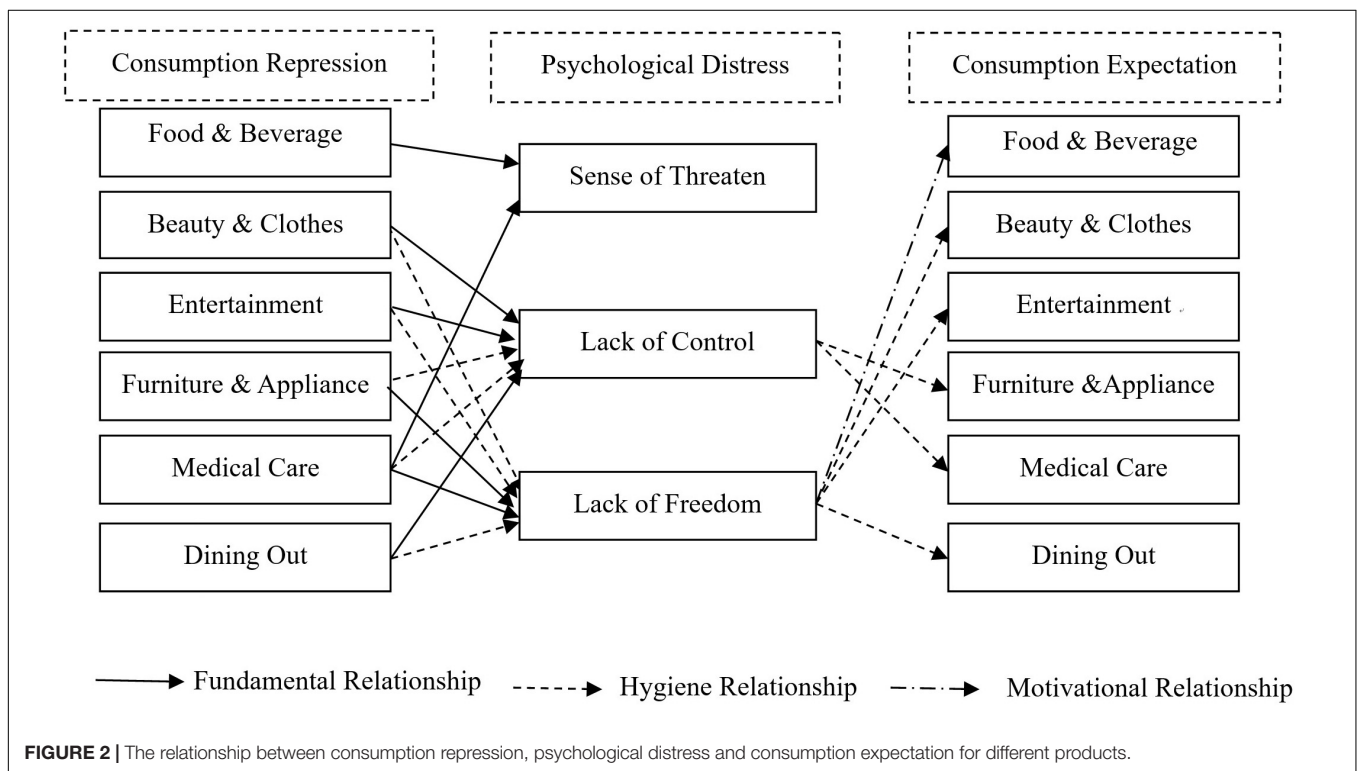 Consumption Repression
Psychological Distress
Consumption Expectation
Food & Beverage
Beauty & Clothes
Entertainment
Furniture & Appliance
Medical Care
Dining Out
Sense of Threaten
Lack of Control
Lack of Freedom
Food & Beverage
Beauty & Clothes
Entertainment
Furniture &Appliance
Medical Care
Dining Out
Fundamental Relationship
Hygiene Relationship
Motivational Relationship
FIGURE 2 | The relationship between consumption repression, psychological distress and consumption expectation for different products.